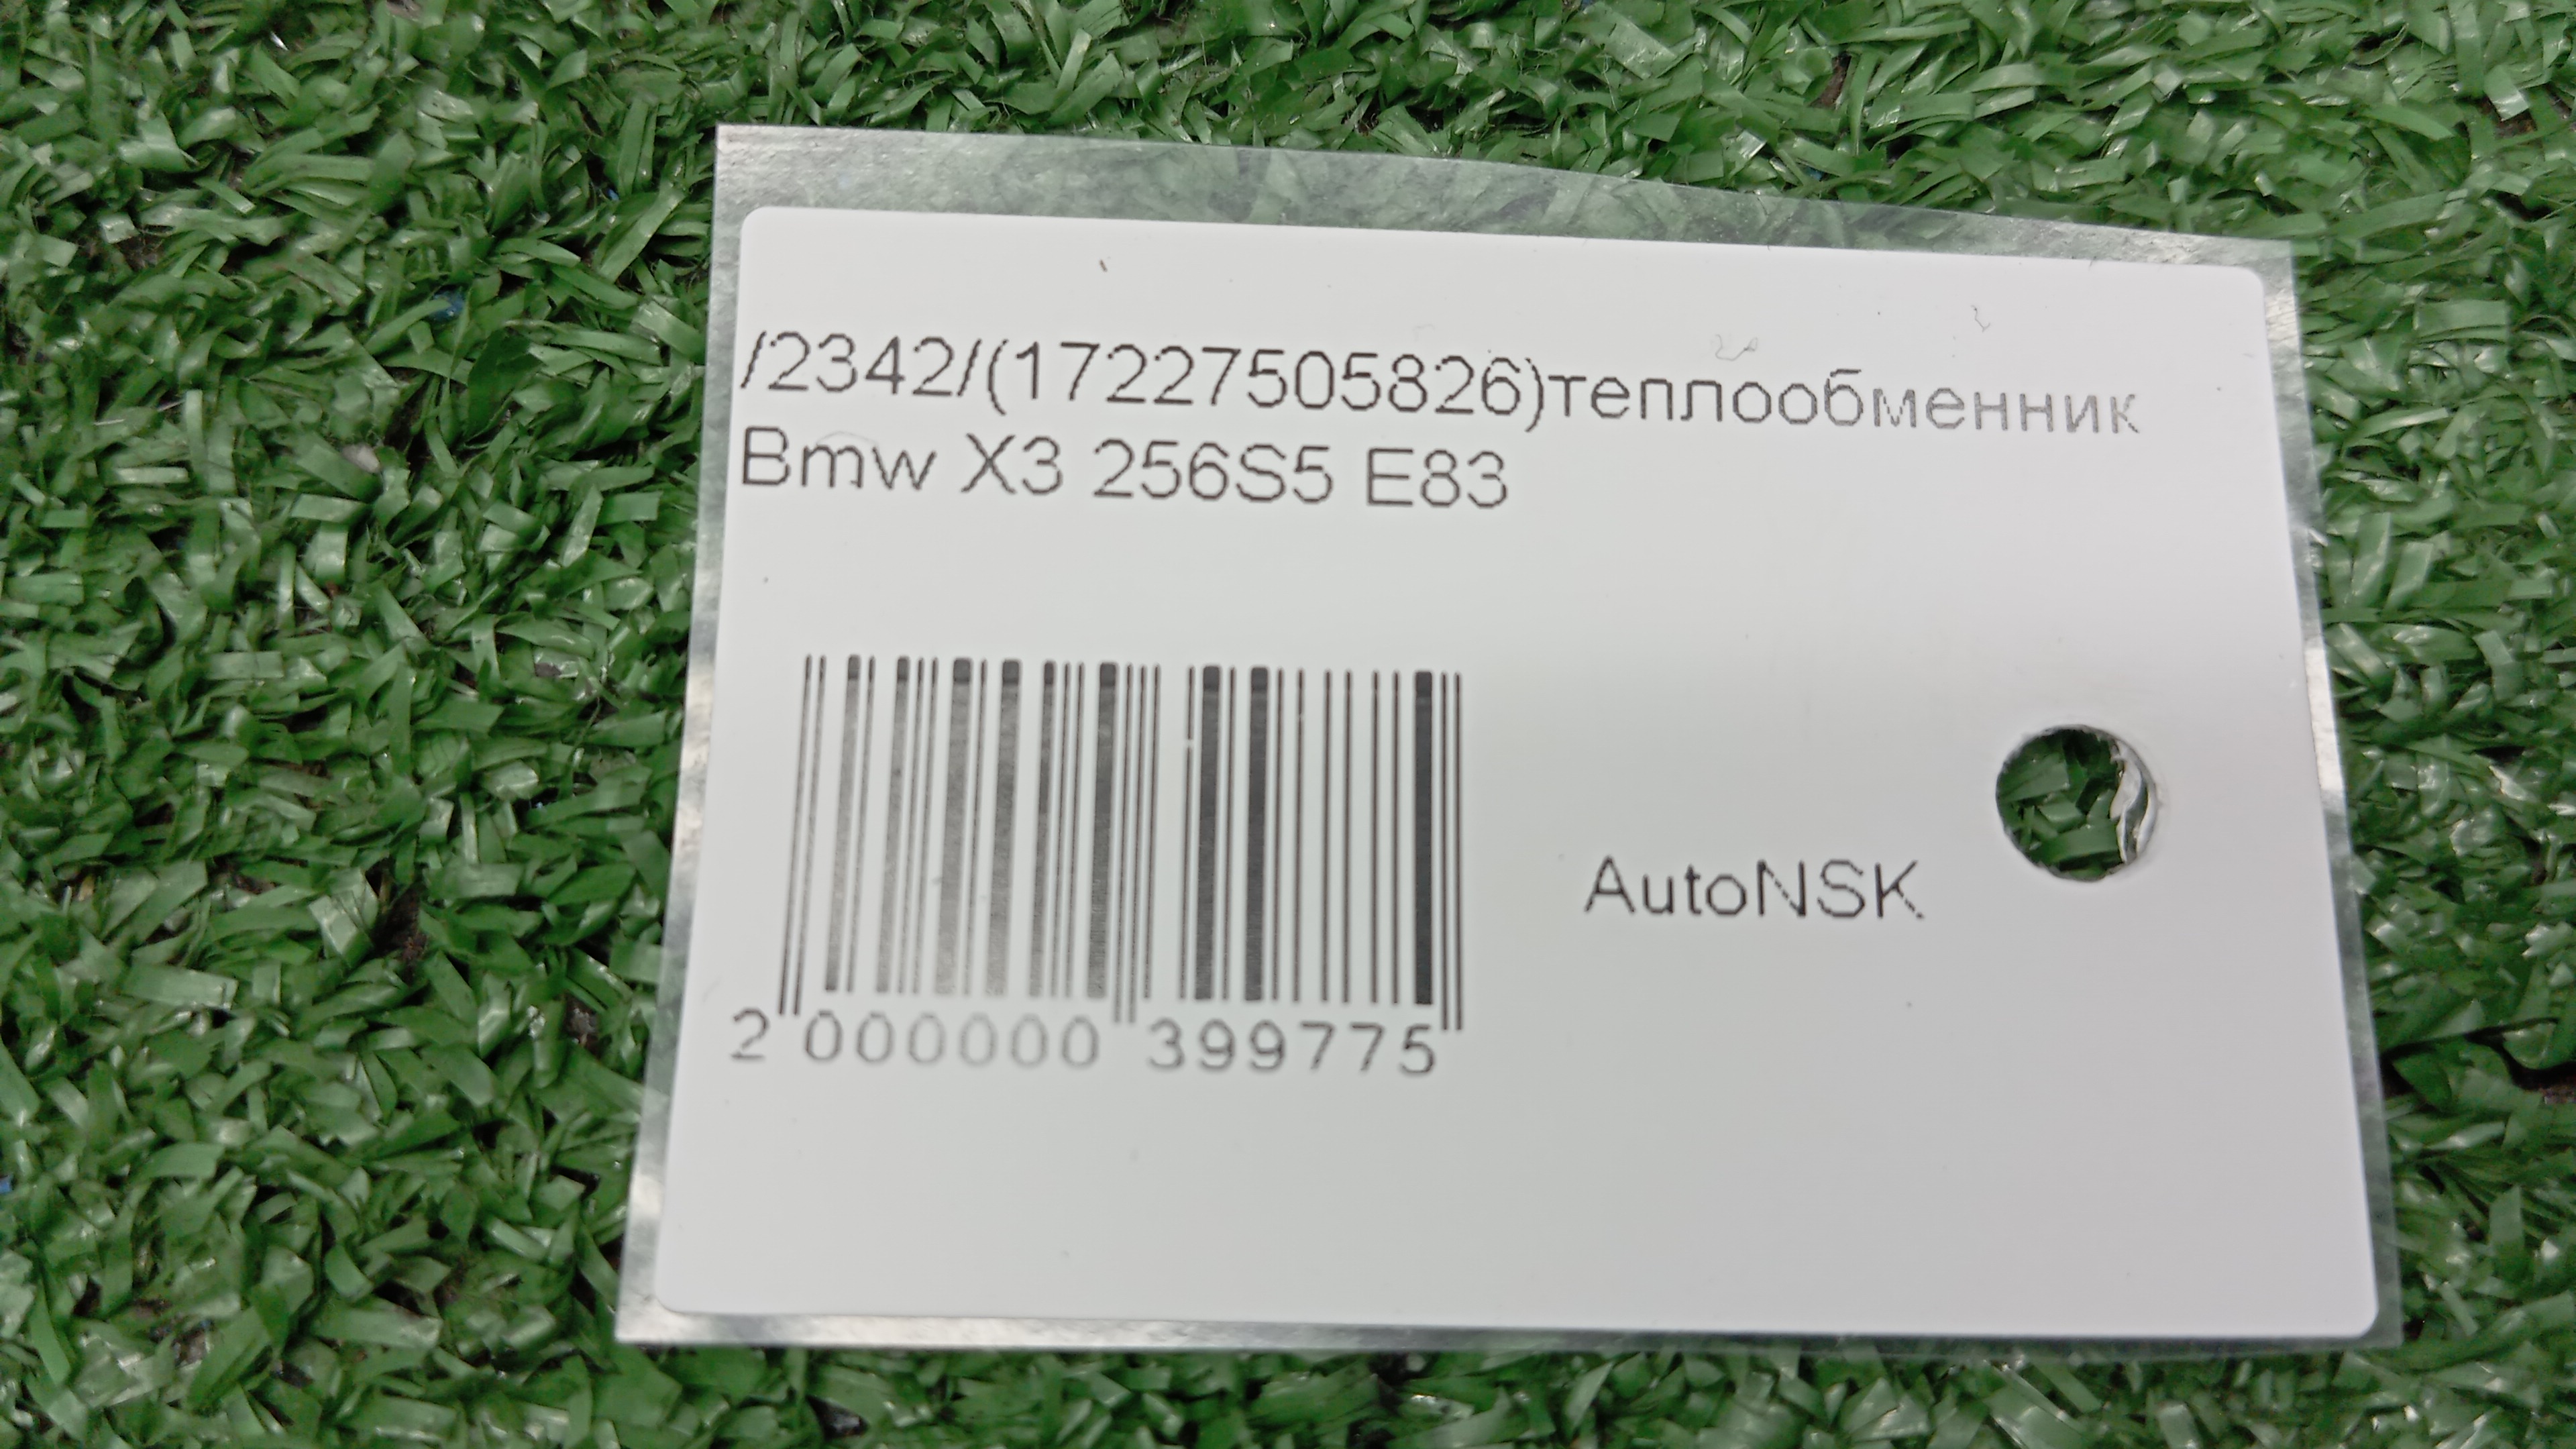 /2342/(17227505826)теплообменник
Bmw X3 256S5 E83
AutoNSK
2 000000 399775